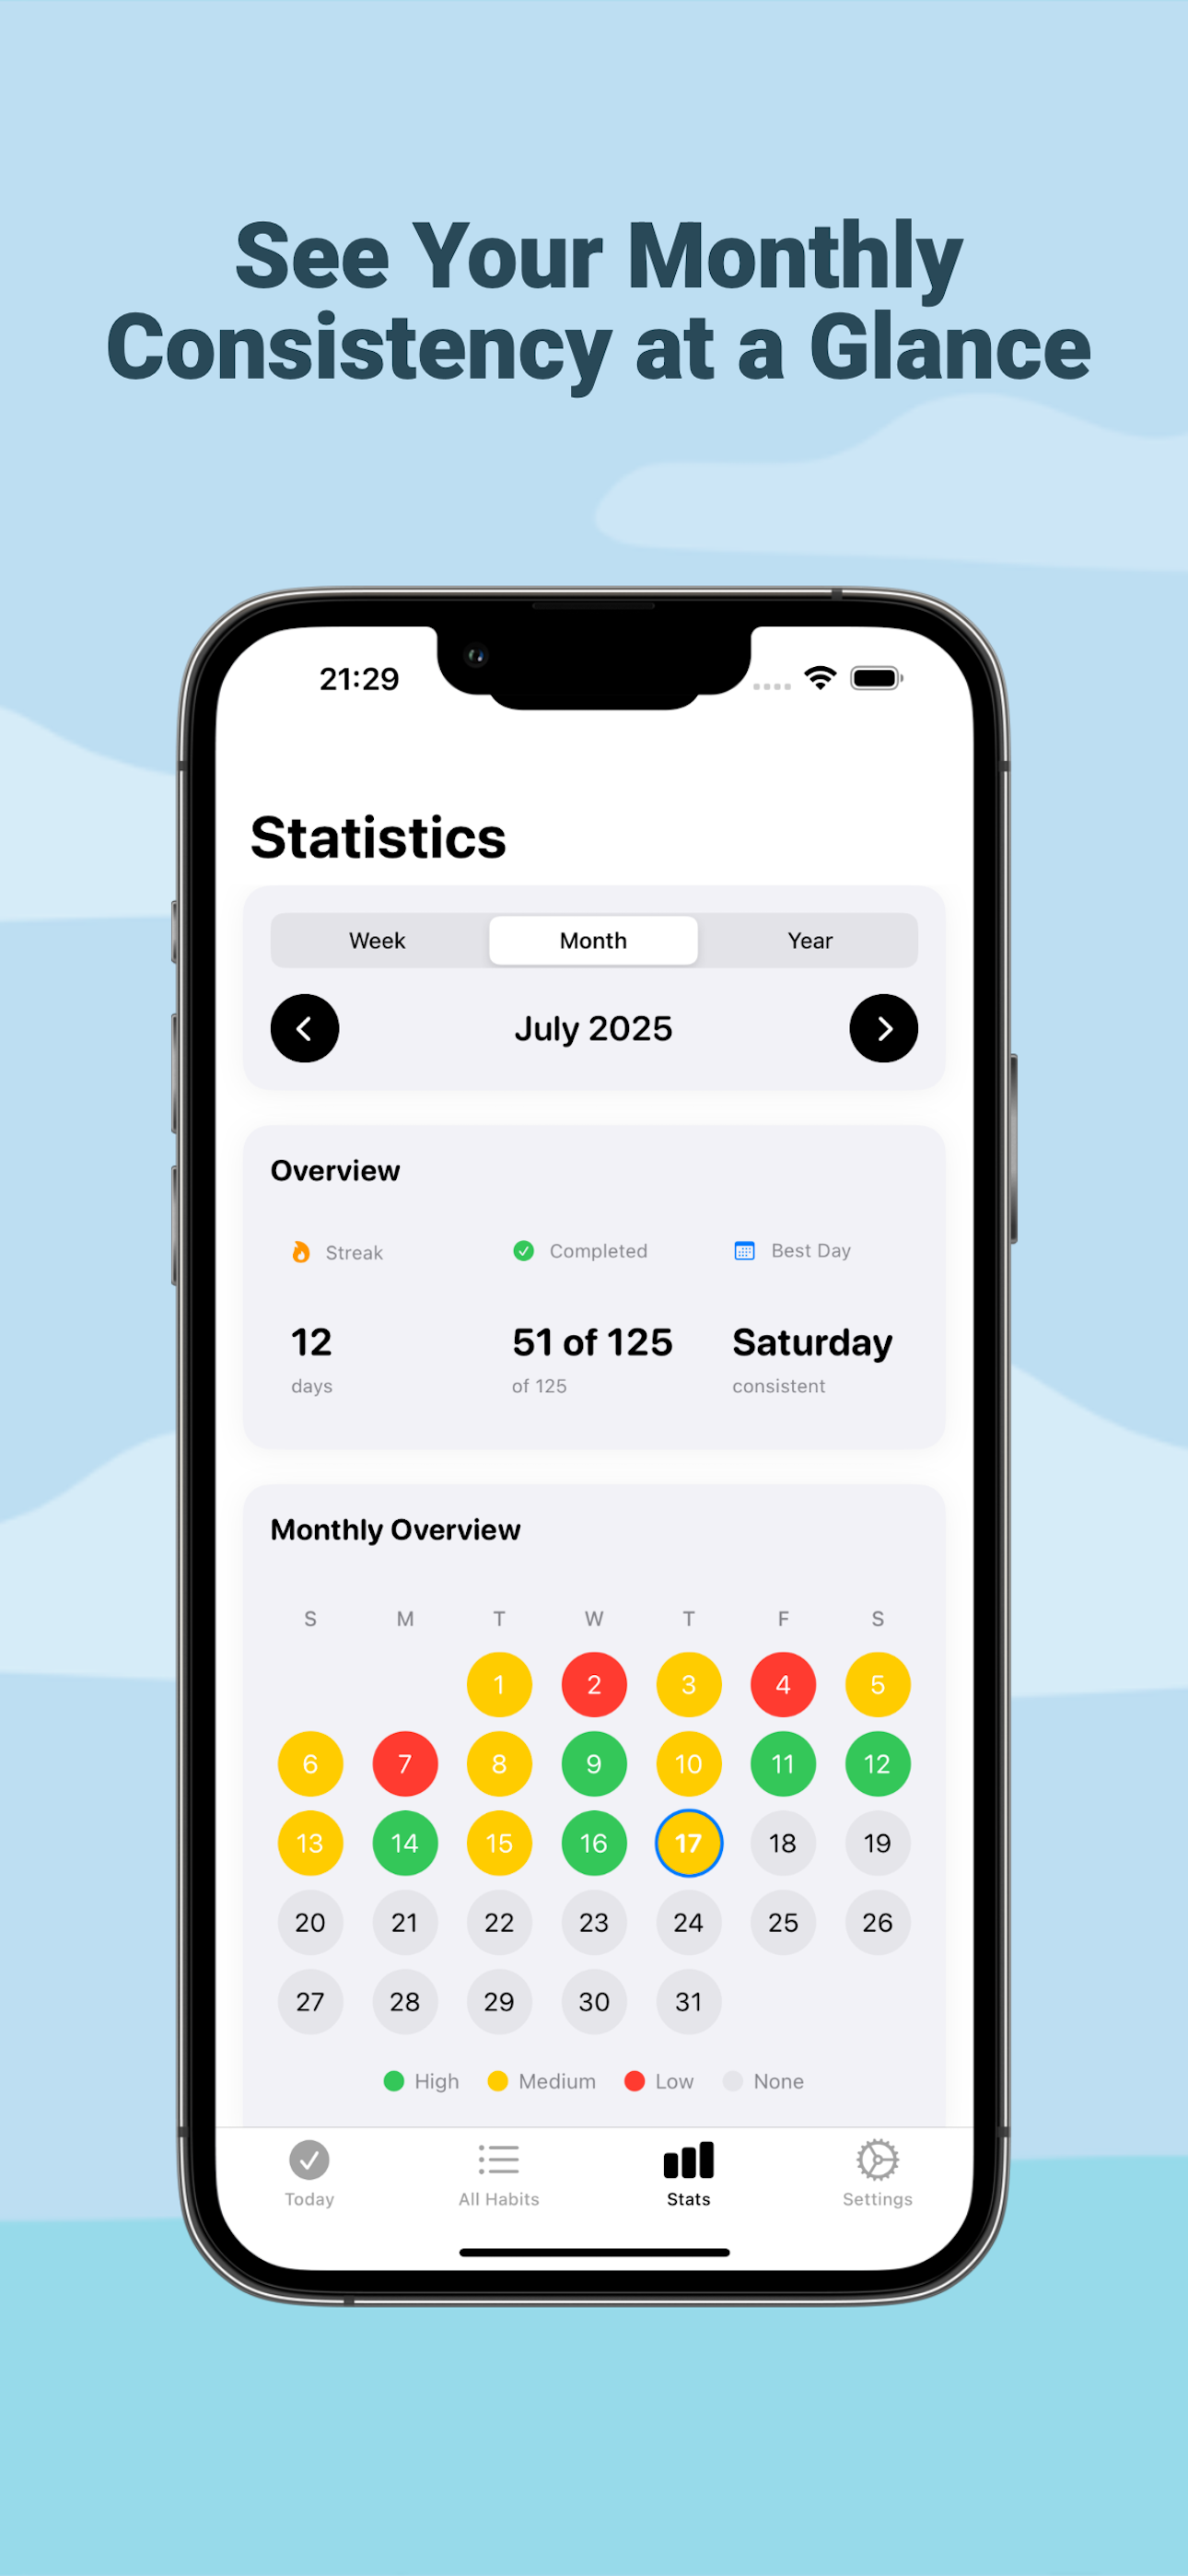 See Your Monthly
Consistency at a Glance
21:29
Statistics
Week Month Year
July 2025
Overview
Streak Completed Best Day
12 51 of 125 Saturday
days of 125 consistent
Monthly Overview
S M T W T F S
1 2 3 4 5
6 7 8 9 10 11 12
13 14 15 16 17 18 19
20 21 22 23 24 25 26
27 28 29 30 31
High Medium Low None
Today All Habits Stats Settings